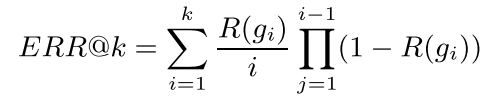 $ERR@k = \sum_{i=1}^{k} \frac{R(g_i)}{i} \prod_{j=1}^{i-1} (1 - R(g_i))$